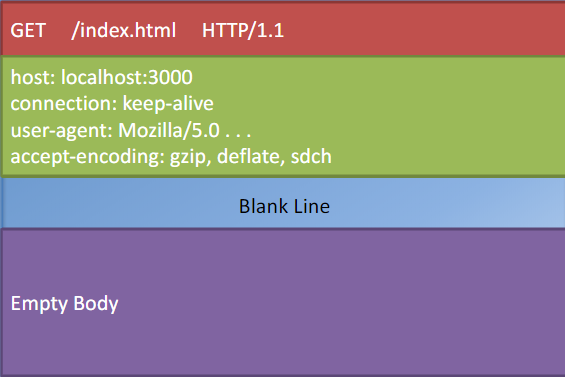 GET /index.html HTTP/1.1
host: localhost:3000
connection: keep-alive
user-agent: Mozilla/5.0 . . .
accept-encoding: gzip, deflate, sdch
Blank Line
Empty Body